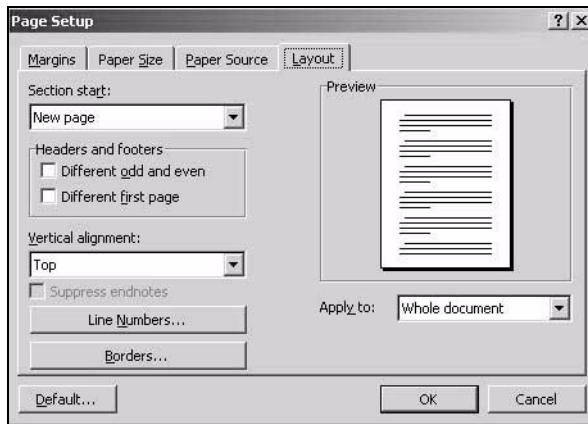 Page Setup
Margins Paper Size Paper Source Layout
Section start:
New page
Headers and footers
Different odd and even
Different first page
Vertical alignment:
Top
Suppress endnotes
Line Numbers...
Borders...
Preview
Apply to: Whole document
Default... OK Cancel